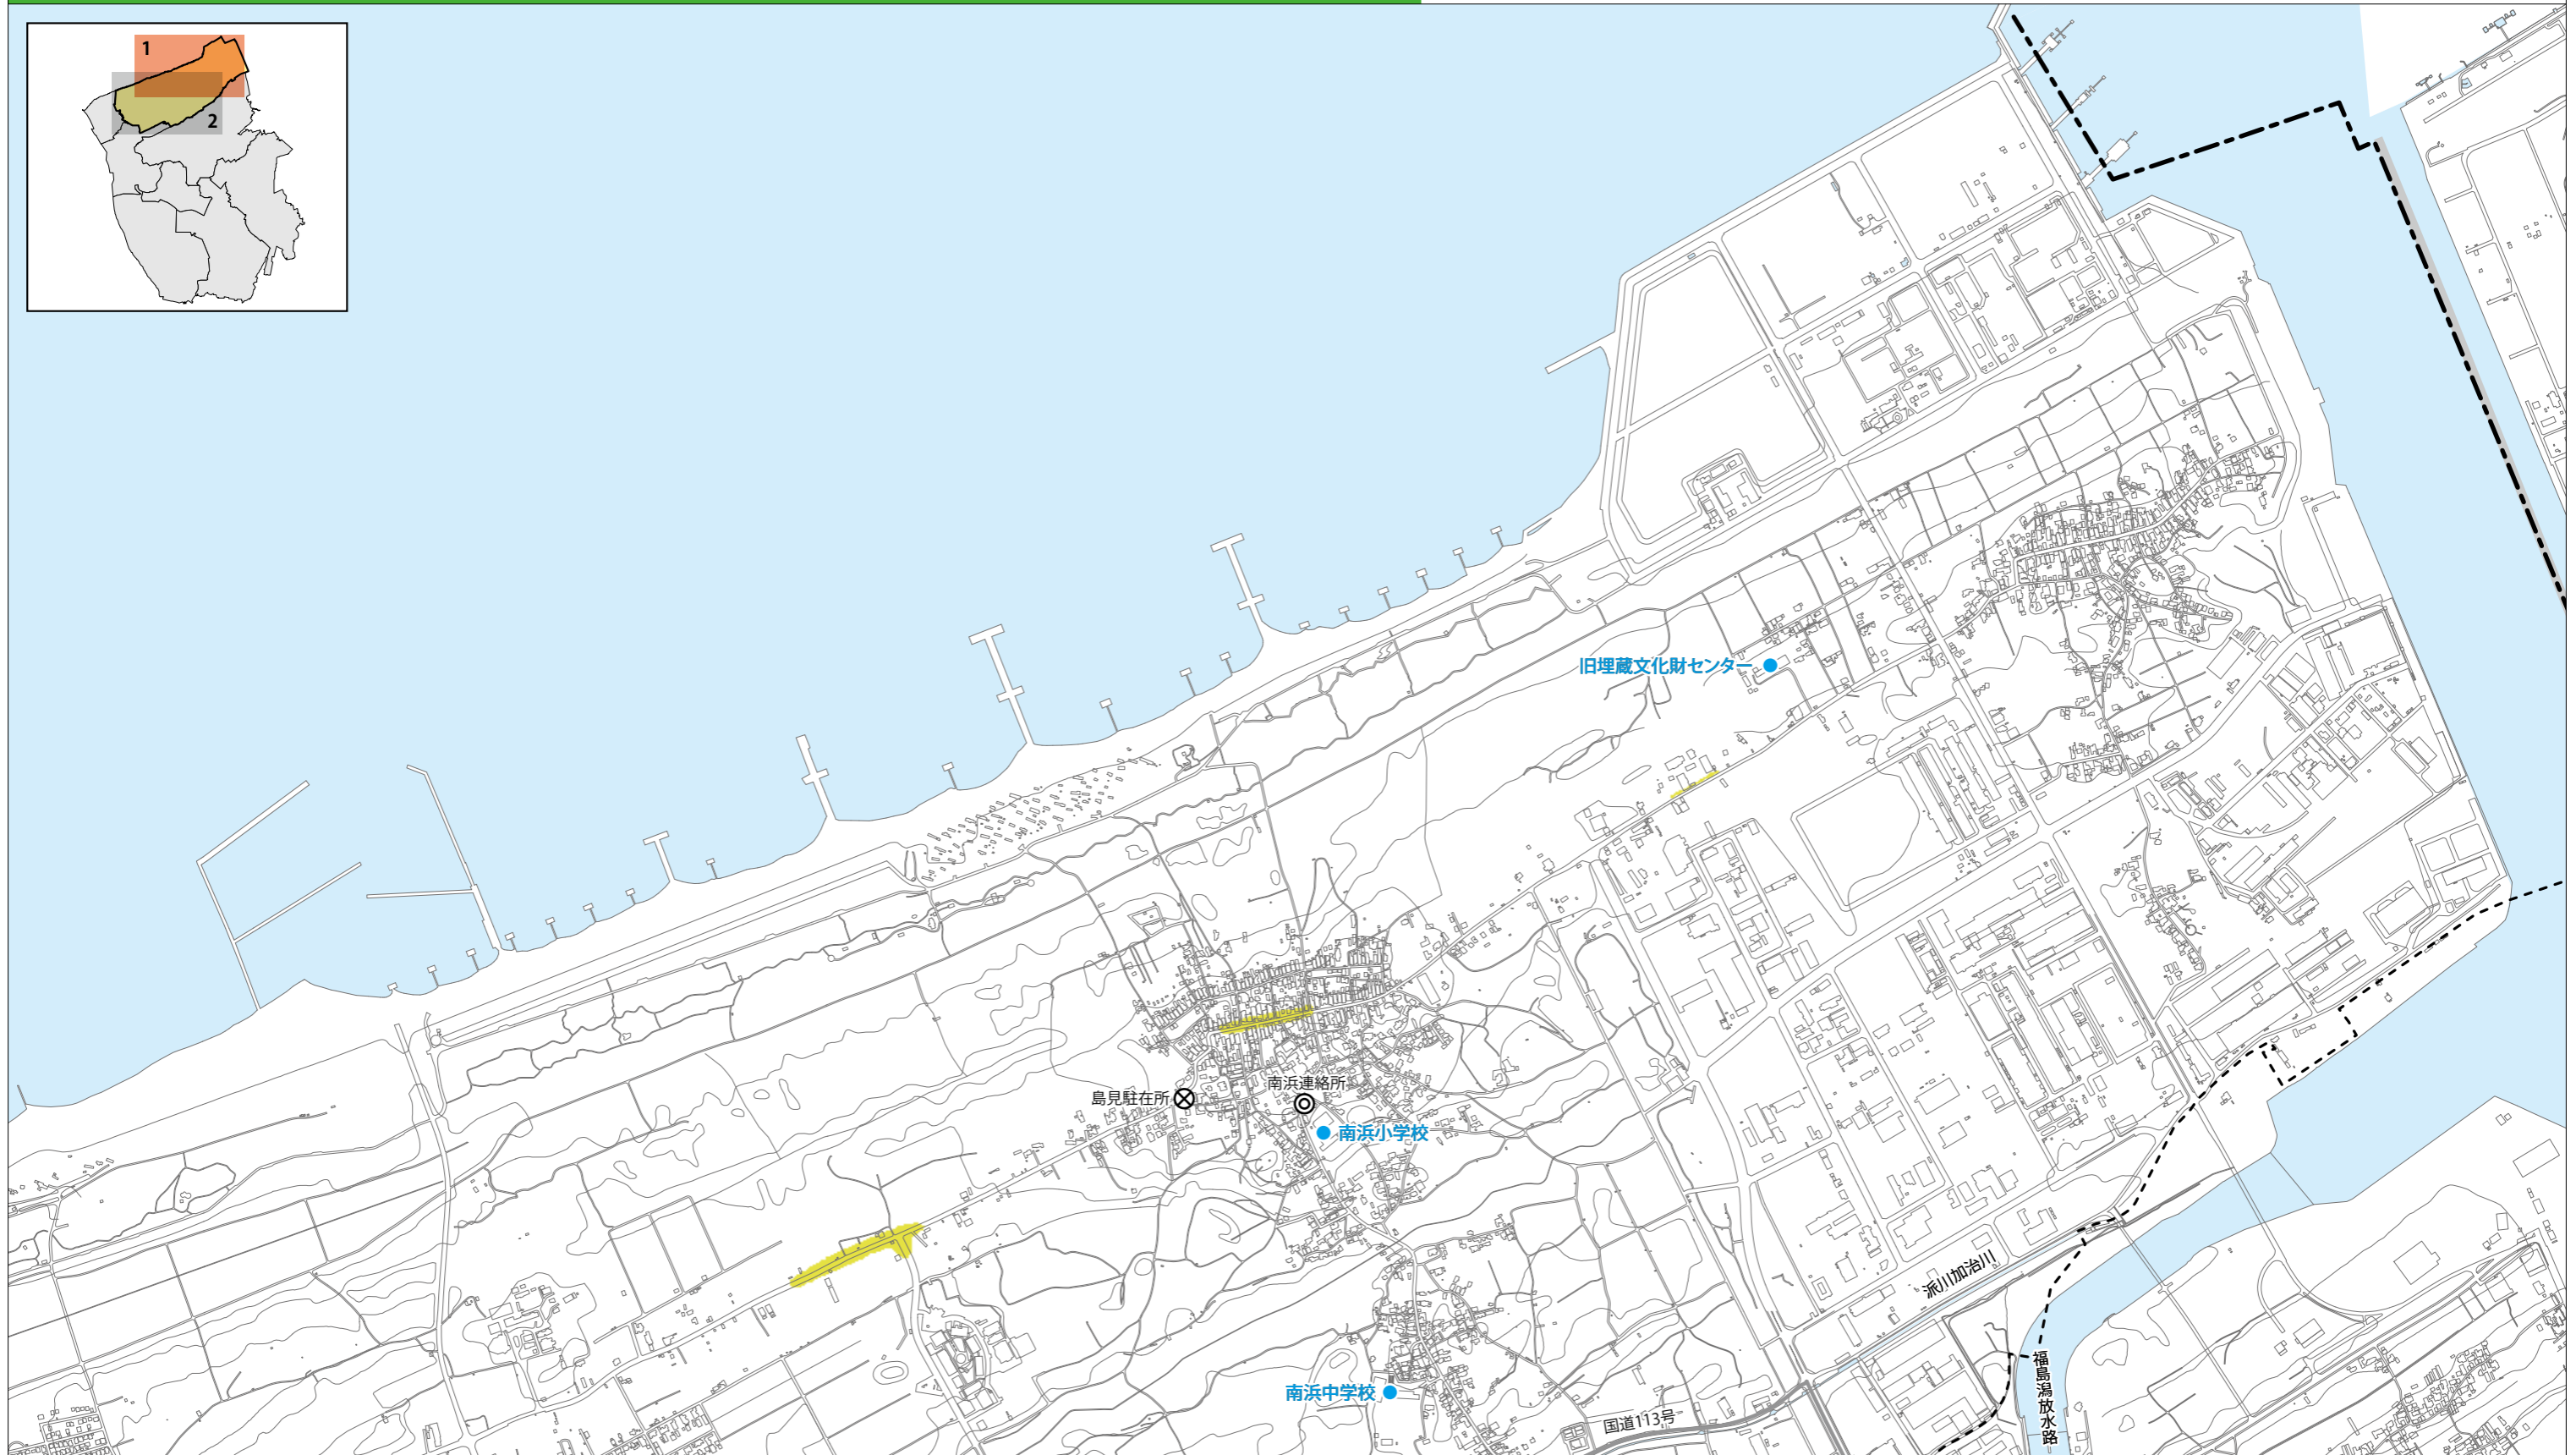 1
2
旧埋蔵文化財センター
南浜連絡所
島見駐在所
南浜小学校
派川加治川
福島潟放水路
南浜中学校
国道113号